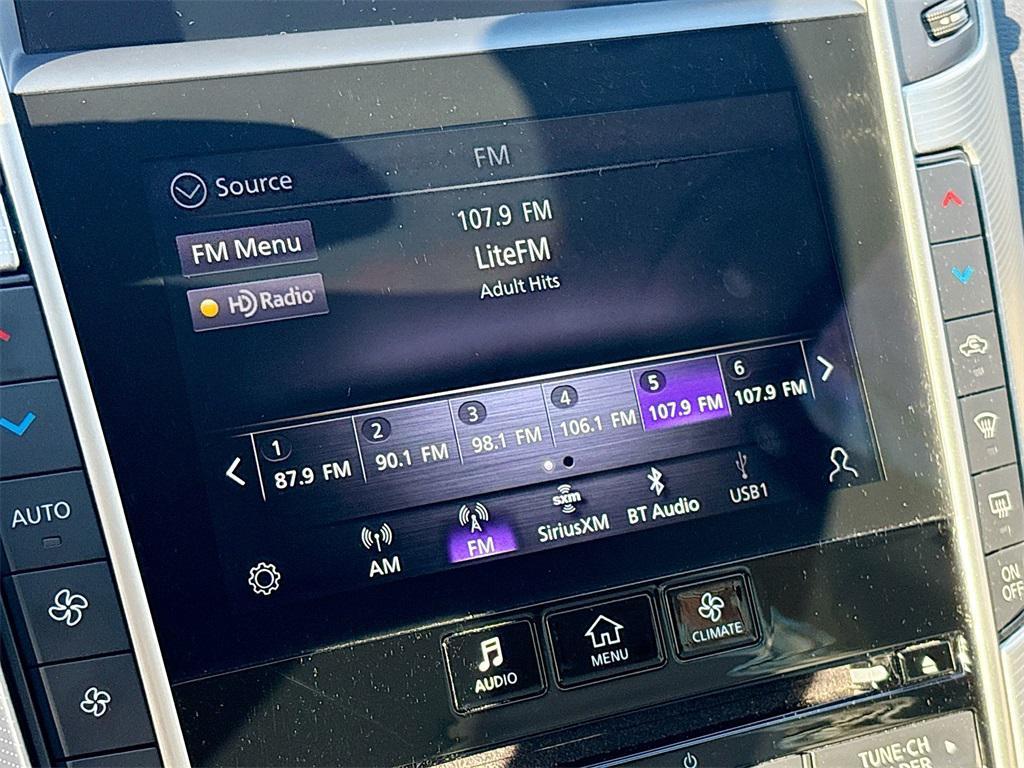 FM
Source
107.9 FM
FM Menu
LiteFM
HD Radio
Adult Hits
1 2 3 4 5 6
87.9 FM 90.1 FM 98.1 FM 106.1 FM 107.9 FM 107.9 FM
AM FM SiriusXM BT Audio USB1
sxm
A
AUTO
AUDIO MENU CLIMATE
ON
OFF
TUNE·CH